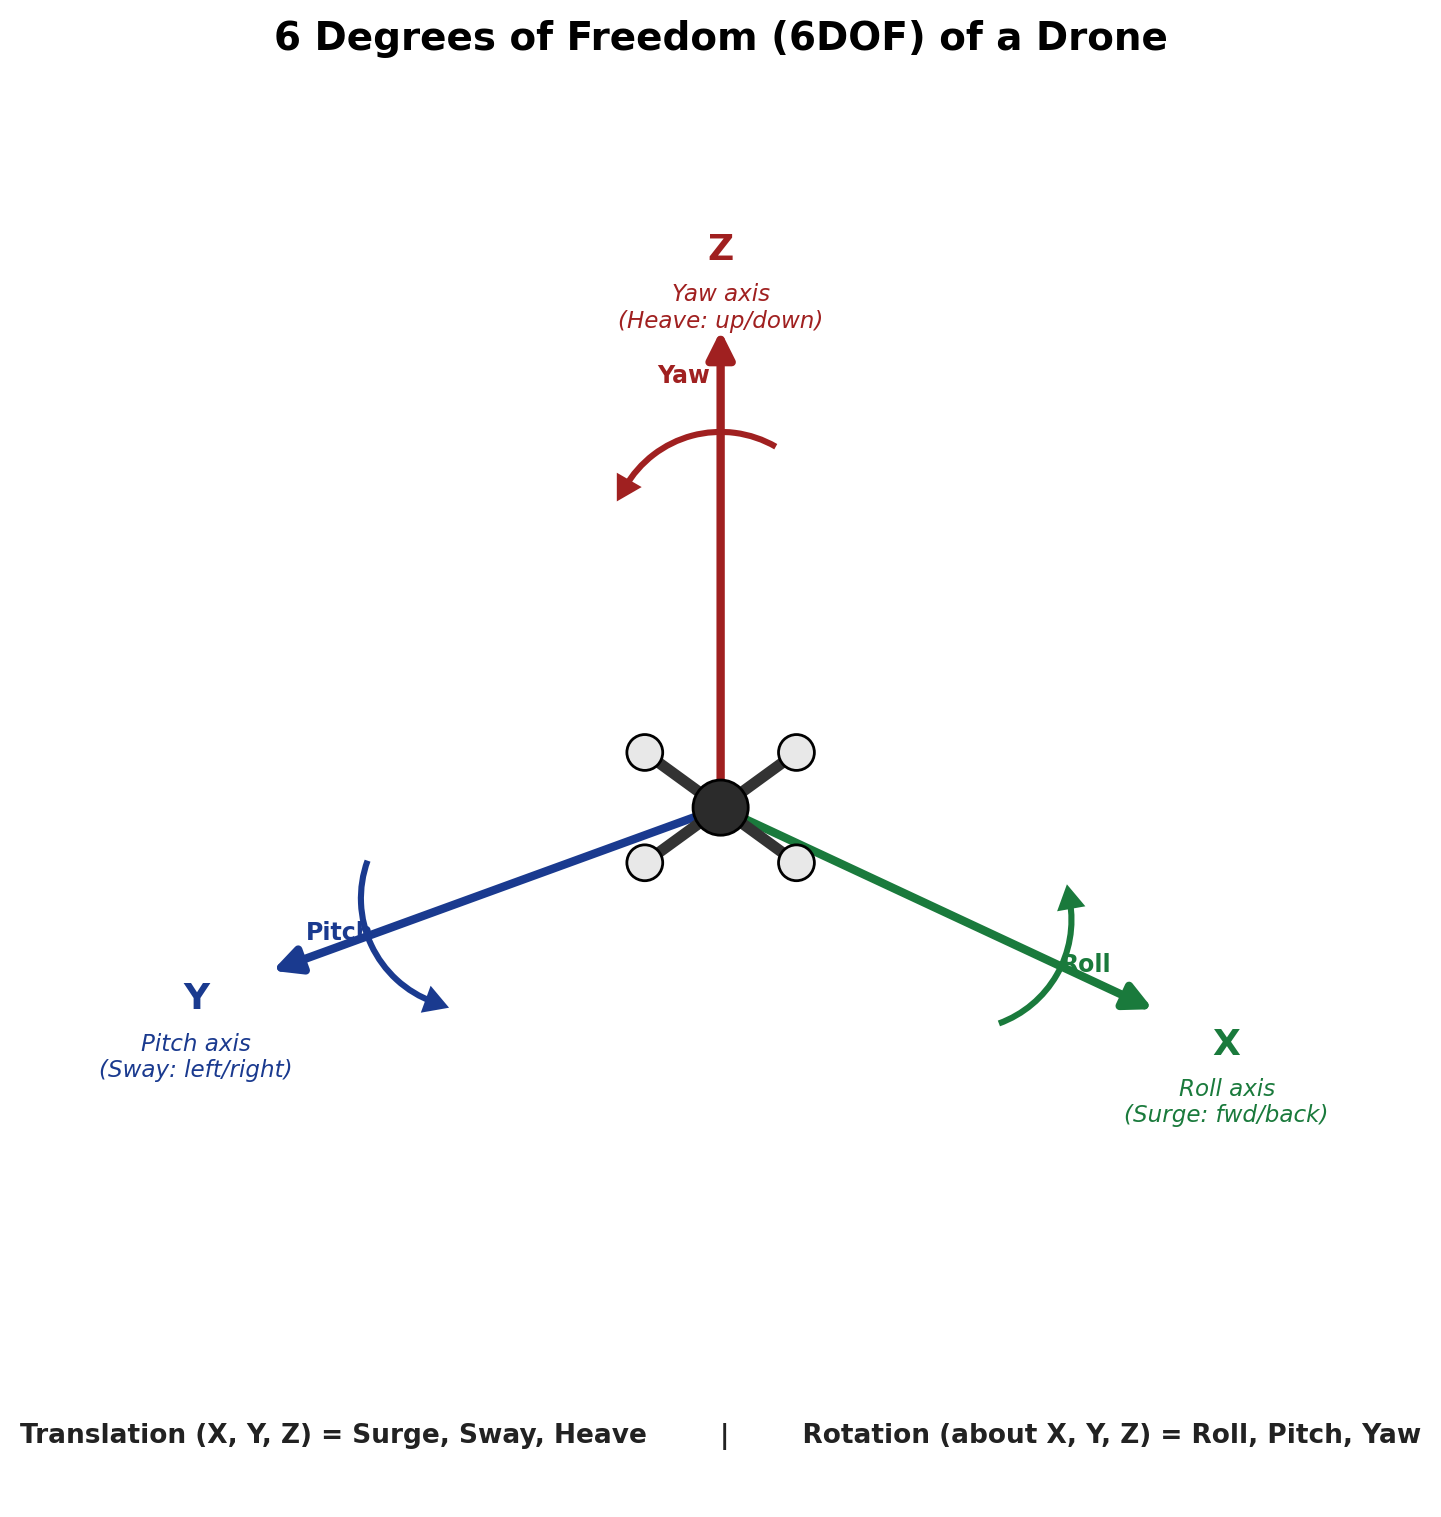 6 Degrees of Freedom (6DOF) of a Drone
Z
Yaw axis
(Heave: up/down)
Yaw
Pitch
Roll
Y
Pitch axis
(Sway: left/right)
X
Roll axis
(Surge: fwd/back)
Translation (X, Y, Z) = Surge, Sway, Heave | Rotation (about X, Y, Z) = Roll, Pitch, Yaw